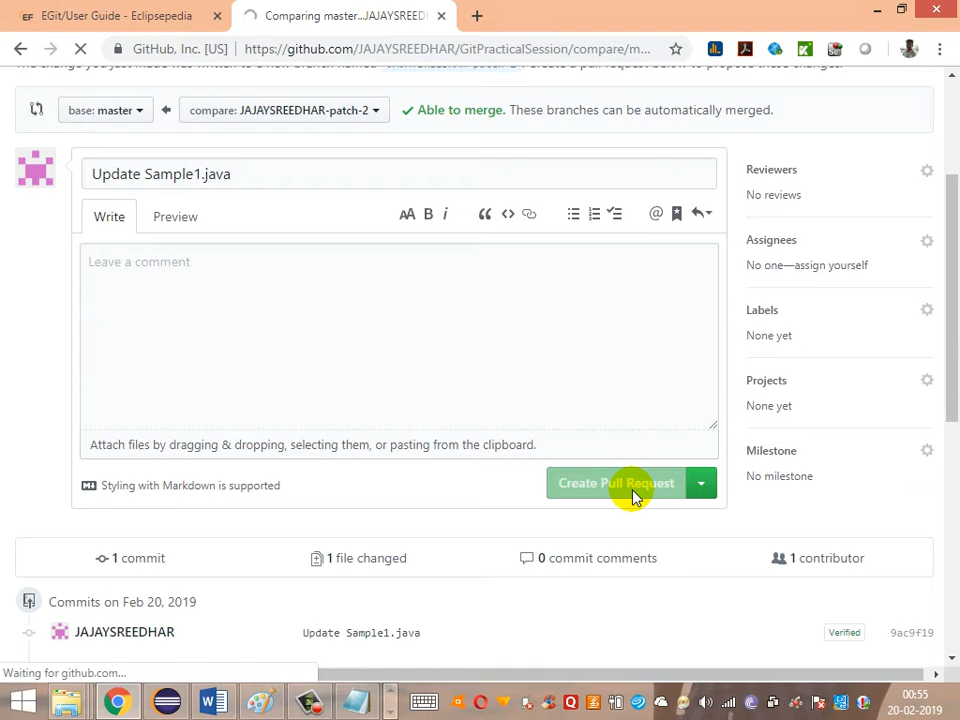 EGit/User Guide - Eclipsepedia
Comparing master...JAJAYSREEDH
GitHub, Inc. [US]
https://github.com/JAJAYSREEDHAR/GitPracticalSession/compare/m...
base: master
compare: JAJAYSREEDHAR-patch-2
Able to merge. These branches can be automatically merged.
Update Sample1.java
Write
Preview
AA B i
Leave a comment
Attach files by dragging & dropping, selecting them, or pasting from the clipboard.
Styling with Markdown is supported
Create Pull Request
Reviewers
No reviews
Assignees
No one—assign yourself
Labels
None yet
Projects
None yet
Milestone
No milestone
1 commit
1 file changed
0 commit comments
1 contributor
Commits on Feb 20, 2019
JAJAYSREEDHAR
Update Sample1.java
Verified
9ac9f19
Waiting for github.com...
00:55
20-02-2019